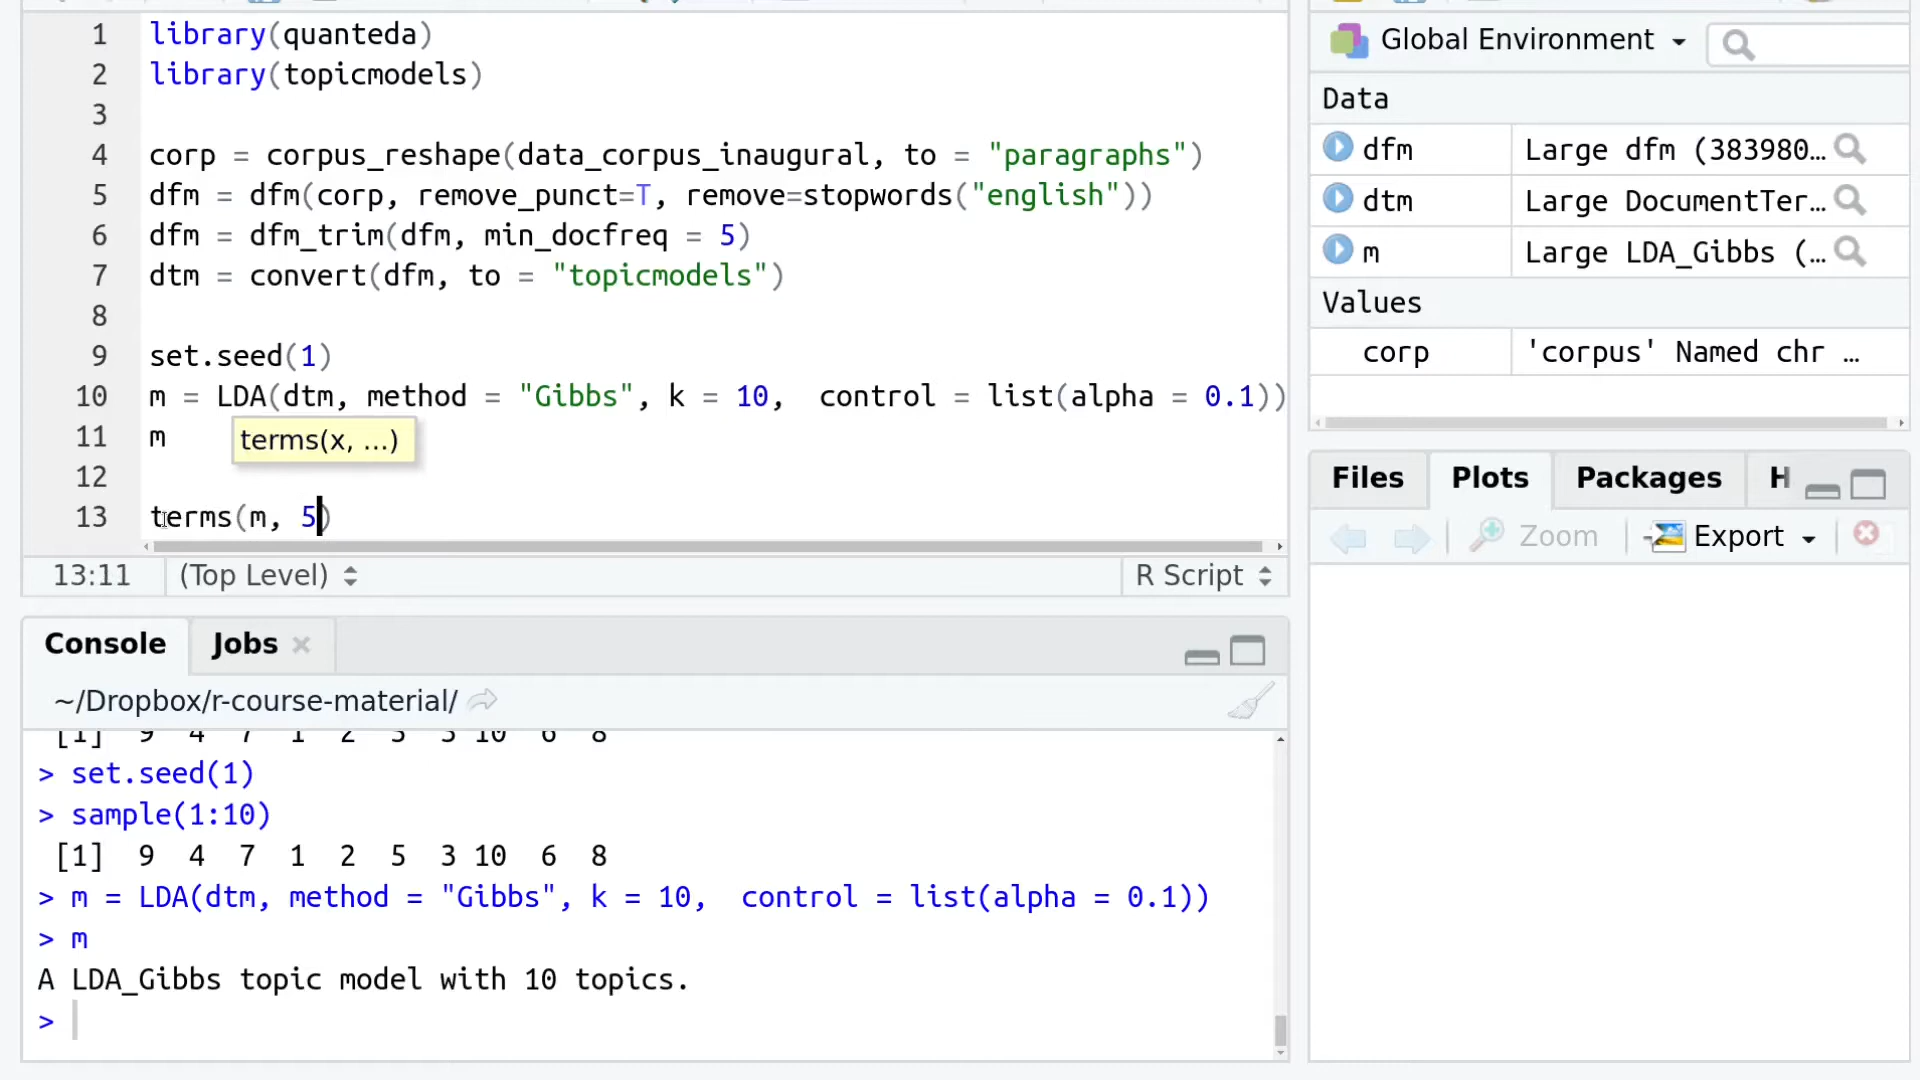 1 library(quanteda)
2 library(topicmodels)
3
4 corp = corpus_reshape(data_corpus_inaugural, to = "paragraphs")
5 dfm = dfm(corp, remove_punct=T, remove=stopwords("english"))
6 dfm = dfm_trim(dfm, min_docfreq = 5)
7 dtm = convert(dfm, to = "topicmodels")
8
9 set.seed(1)
10 m = LDA(dtm, method = "Gibbs", k = 10,  control = list(alpha = 0.1))
11 m
terms(x, ...)
12
13 terms(m, 5)
13:11 (Top Level) R Script
Console Jobs
~/Dropbox/r-course-material/
> set.seed(1)
> sample(1:10)
[1]  9  4  7  1  2  5  3 10  6  8
> m = LDA(dtm, method = "Gibbs", k = 10,  control = list(alpha = 0.1))
> m
A LDA_Gibbs topic model with 10 topics.
>
Global Environment
Data
dfm Large dfm (383980…
dtm Large DocumentTer…
m Large LDA_Gibbs (…
Values
corp 'corpus' Named chr …
Files Plots Packages H
Zoom Export